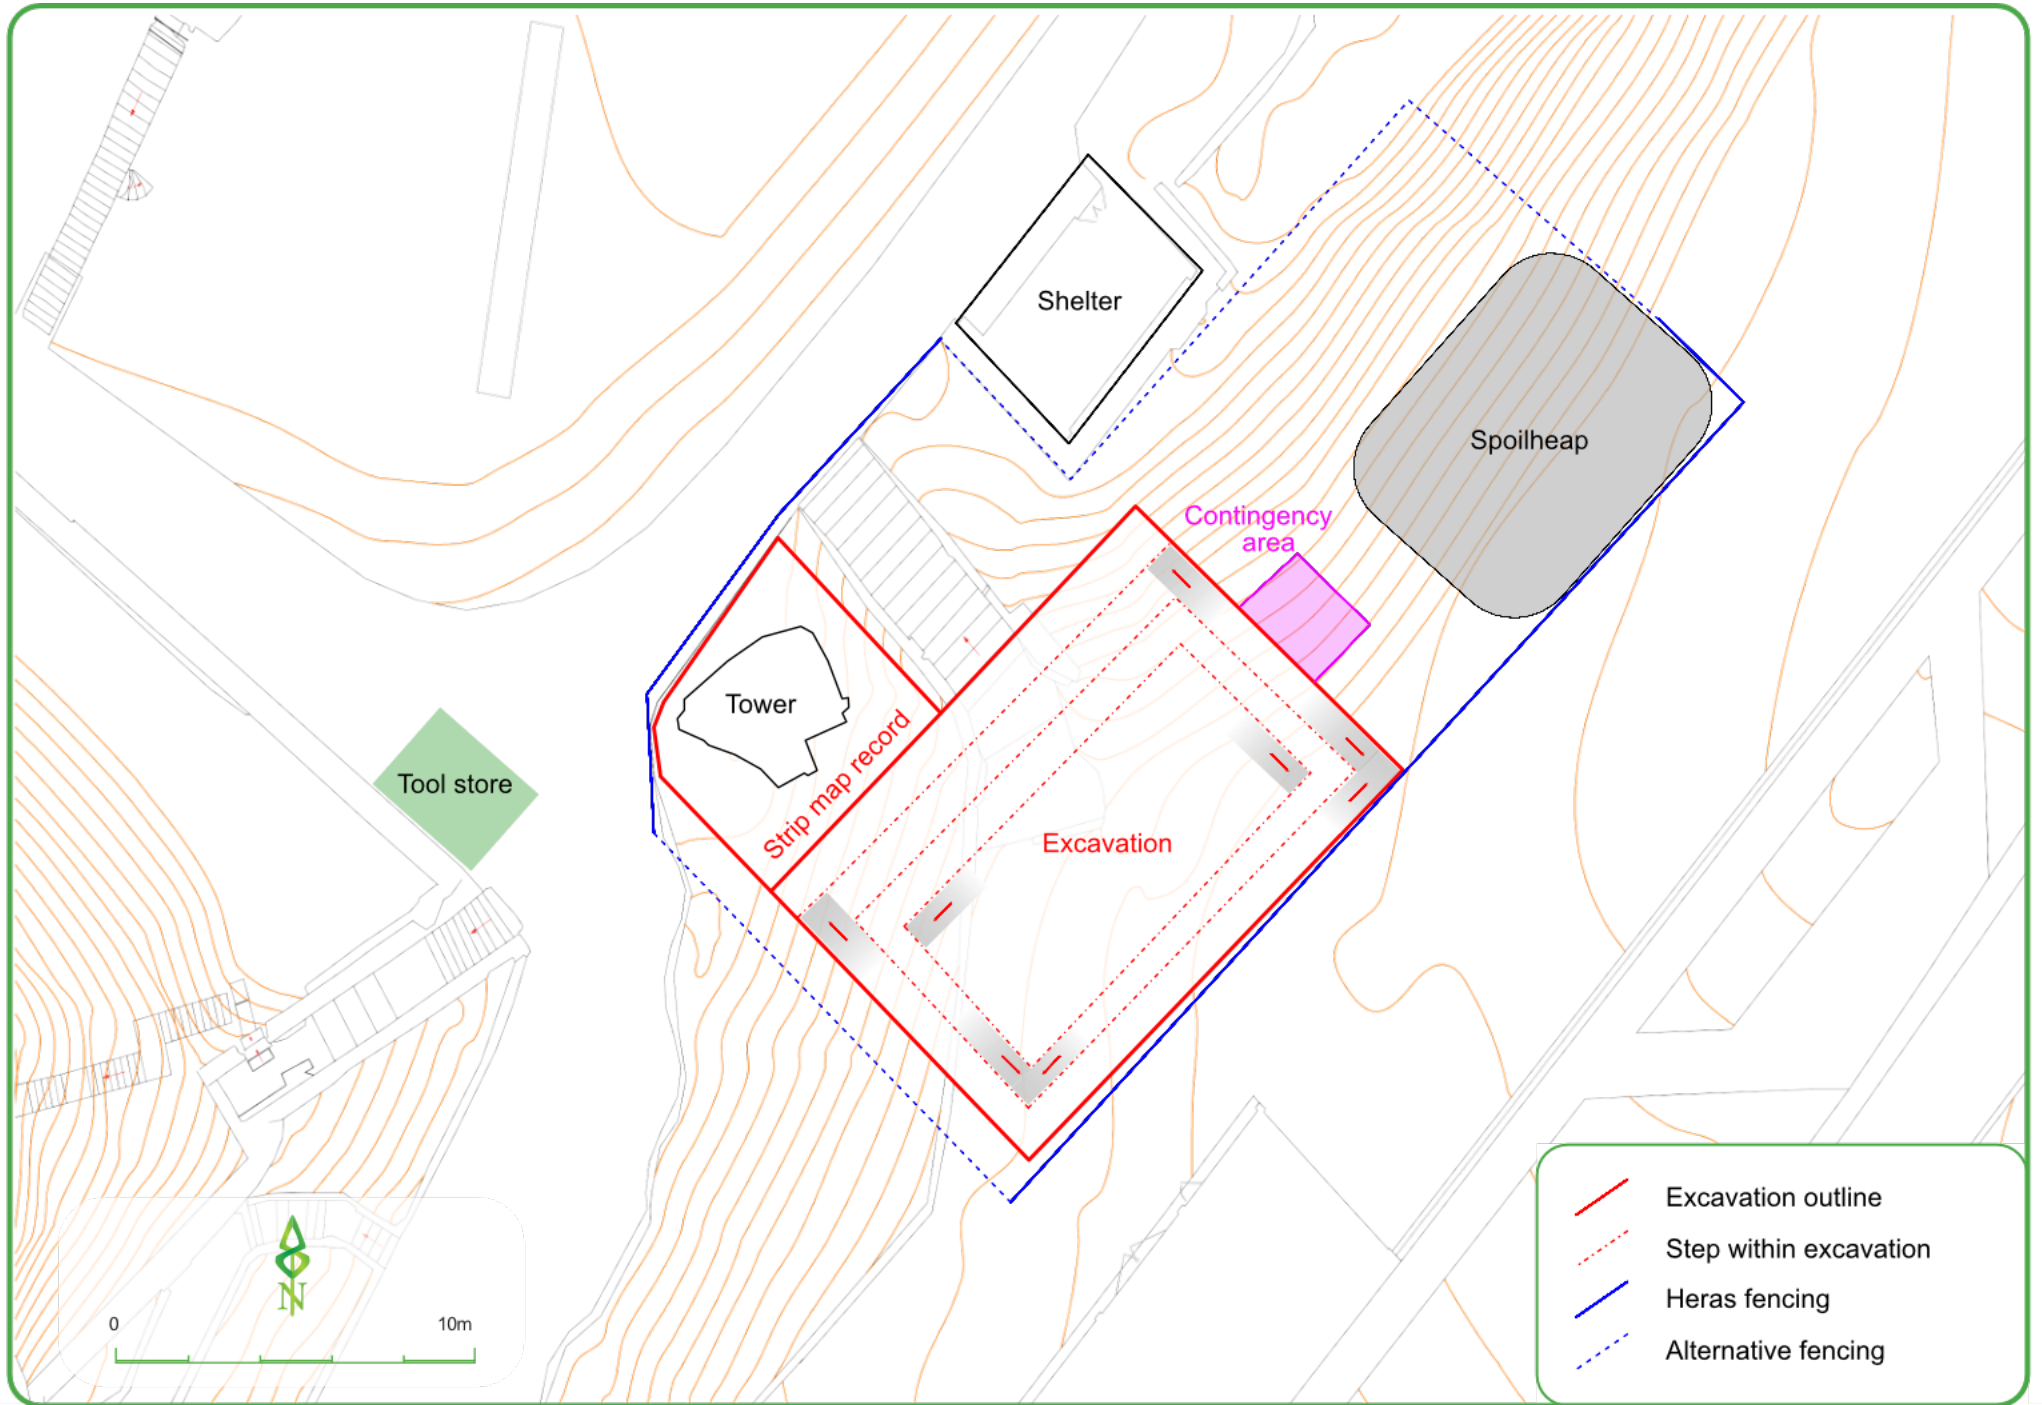 Shelter
Spoilheap
Contingency
area
Tower
Strip map record
Tool store
Excavation
N
0 10m
Excavation outline
Step within excavation
Heras fencing
Alternative fencing